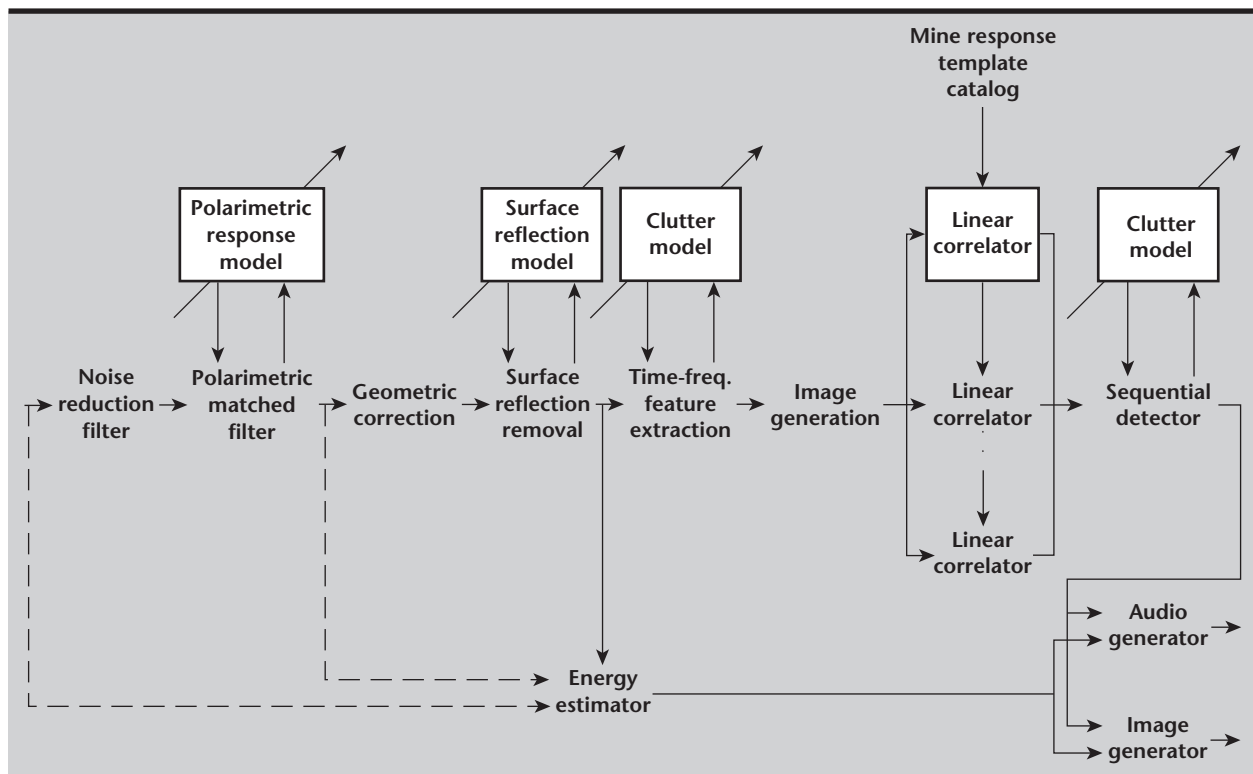 Mine response
template
catalog
Polarimetric
response
model
Surface
reflection
model
Clutter
model
Linear
correlator
Clutter
model
Noise
reduction
filter
Polarimetric
matched
filter
Geometric
correction
Surface
reflection
removal
Time-freq.
feature
extraction
Image
generation
Linear
correlator
Sequential
detector
Linear
correlator
Audio
generator
Energy
estimator
Image
generator